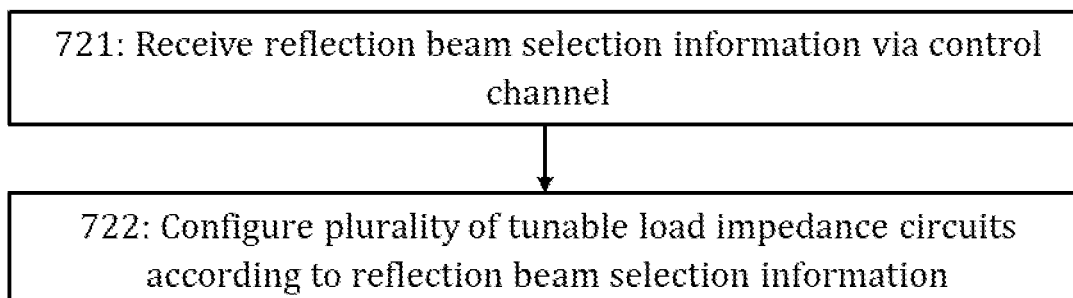 721: Receive reflection beam selection information via control
channel
722: Configure plurality of tunable load impedance circuits
according to reflection beam selection information